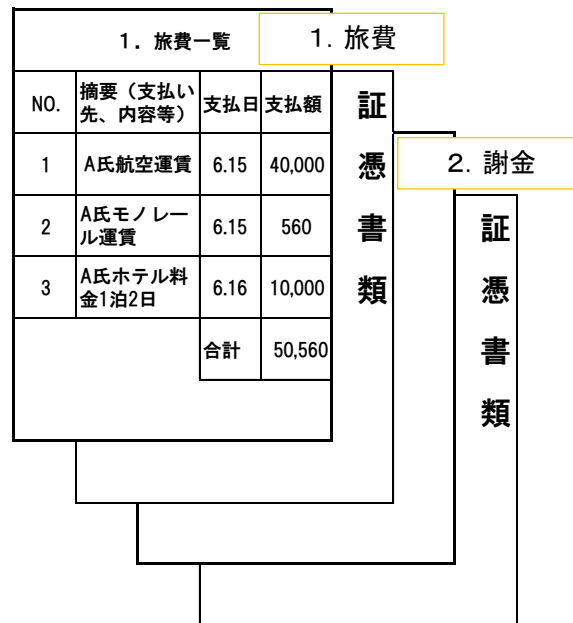 1．旅費一覧
1．旅費
NO.
摘要（支払い
先、内容等）
支払日
支払額
1
A氏航空運賃
6.15
40,000
2
A氏モノレー
ル運賃
6.15
560
3
A氏ホテル料
金1泊2日
6.16
10,000
合計
50,560
証
憑
書
類
2．謝金
証
憑
書
類